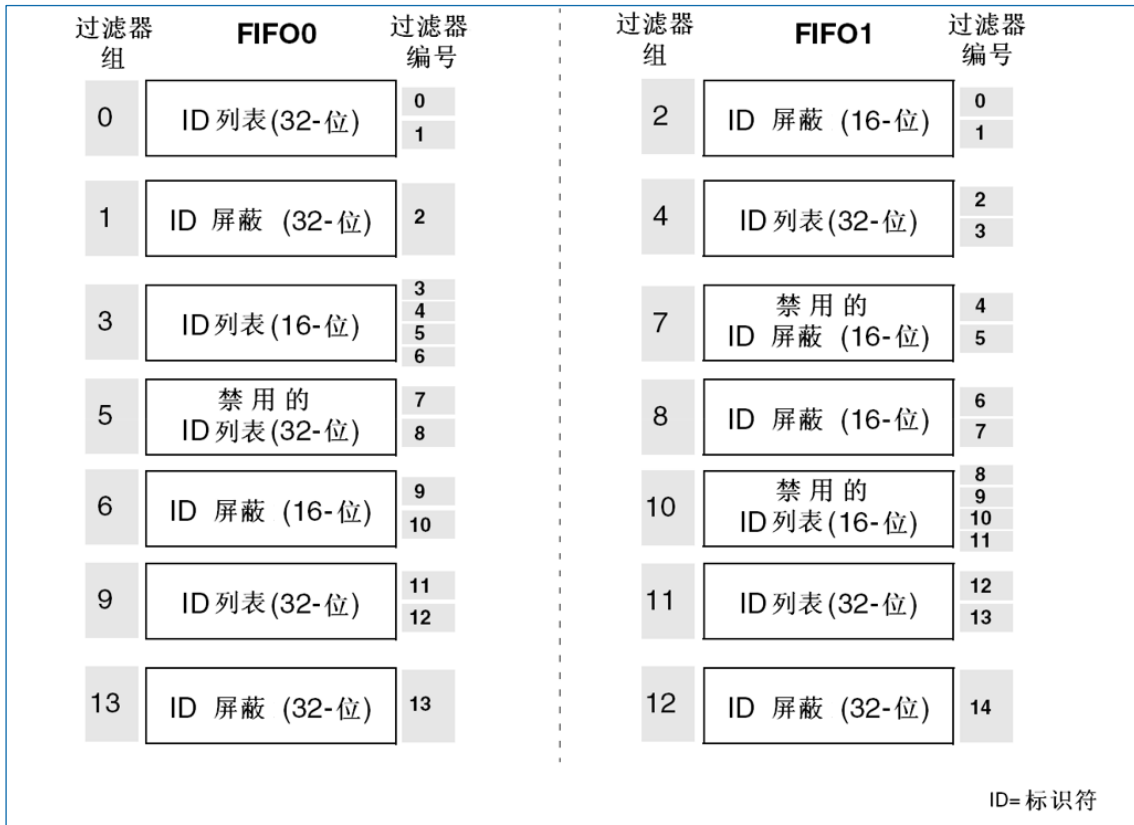 过滤器
组
FIFO0
过滤器
编号
0
ID列表(32-位)
0
1
1
ID 屏蔽 (32-位)
2
3
ID列表(16-位)
3
4
5
6
5
禁用的
ID列表(32-位)
7
8
6
ID 屏蔽 (16-位)
9
10
9
ID列表(32-位)
11
12
13
ID 屏蔽 (32-位)
13
过滤器
组
FIFO1
过滤器
编号
2
ID 屏蔽 (16-位)
0
1
4
ID列表(32-位)
2
3
7
禁用的
ID 屏蔽 (16-位)
4
5
8
ID 屏蔽 (16-位)
6
7
10
禁用的
ID列表(16-位)
8
9
10
11
11
ID列表(32-位)
12
13
12
ID 屏蔽 (32-位)
14
ID=标识符